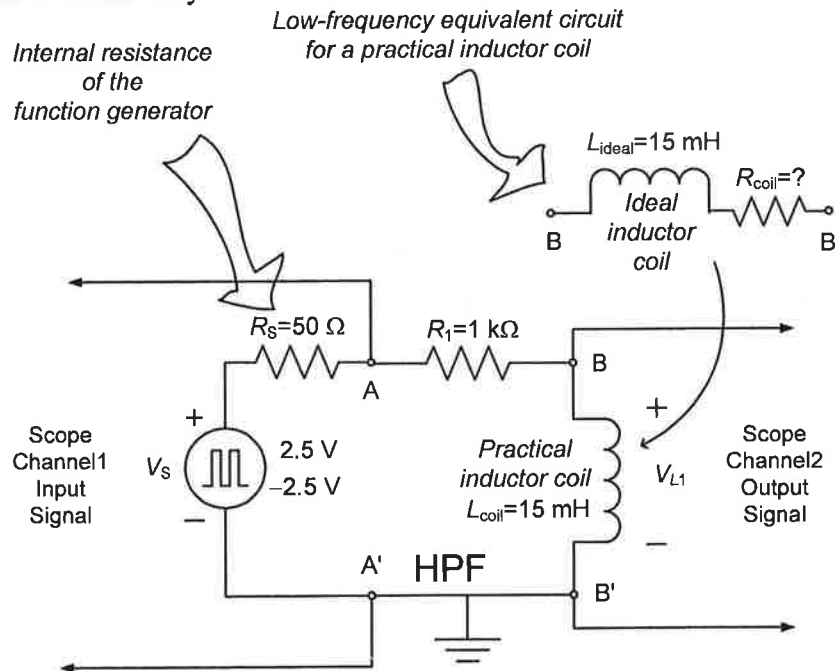 Low-frequency equivalent circuit
for a practical inductor coil
Internal resistance
of the
function generator
L_ideal=15 mH
R_coil=?
Ideal
inductor
coil
B
B
R_S=50 Ω
R_1=1 kΩ
A
B
+
+
Scope
Channel1
Input
Signal
V_S
2.5 V
−2.5 V
−
Practical
inductor coil
L_coil=15 mH
V_L1
−
Scope
Channel2
Output
Signal
A'
HPF
B'